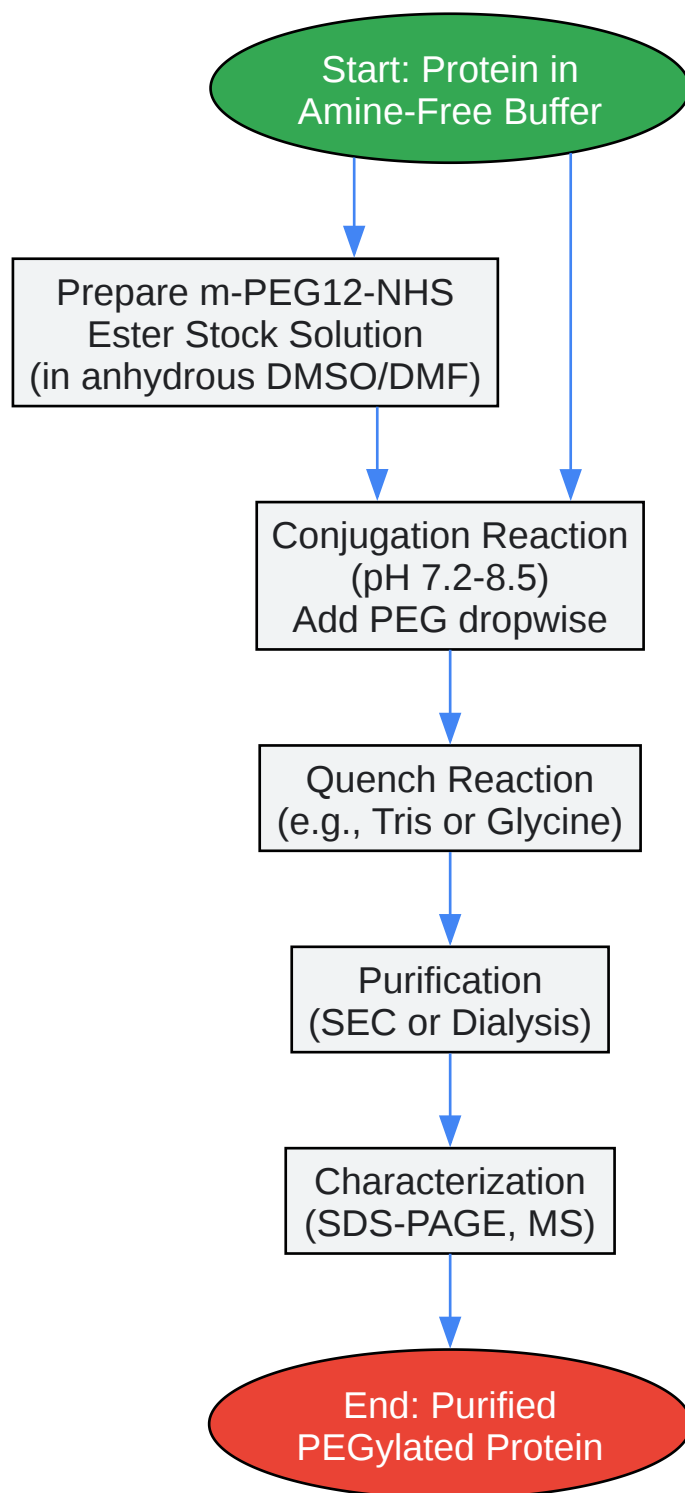 Start: Protein in
Amine-Free Buffer
Prepare m-PEG12-NHS
Ester Stock Solution
(in anhydrous DMSO/DMF)
Conjugation Reaction
(pH 7.2-8.5)
Add PEG dropwise
Quench Reaction
(e.g., Tris or Glycine)
Purification
(SEC or Dialysis)
Characterization
(SDS-PAGE, MS)
End: Purified
PEGylated Protein